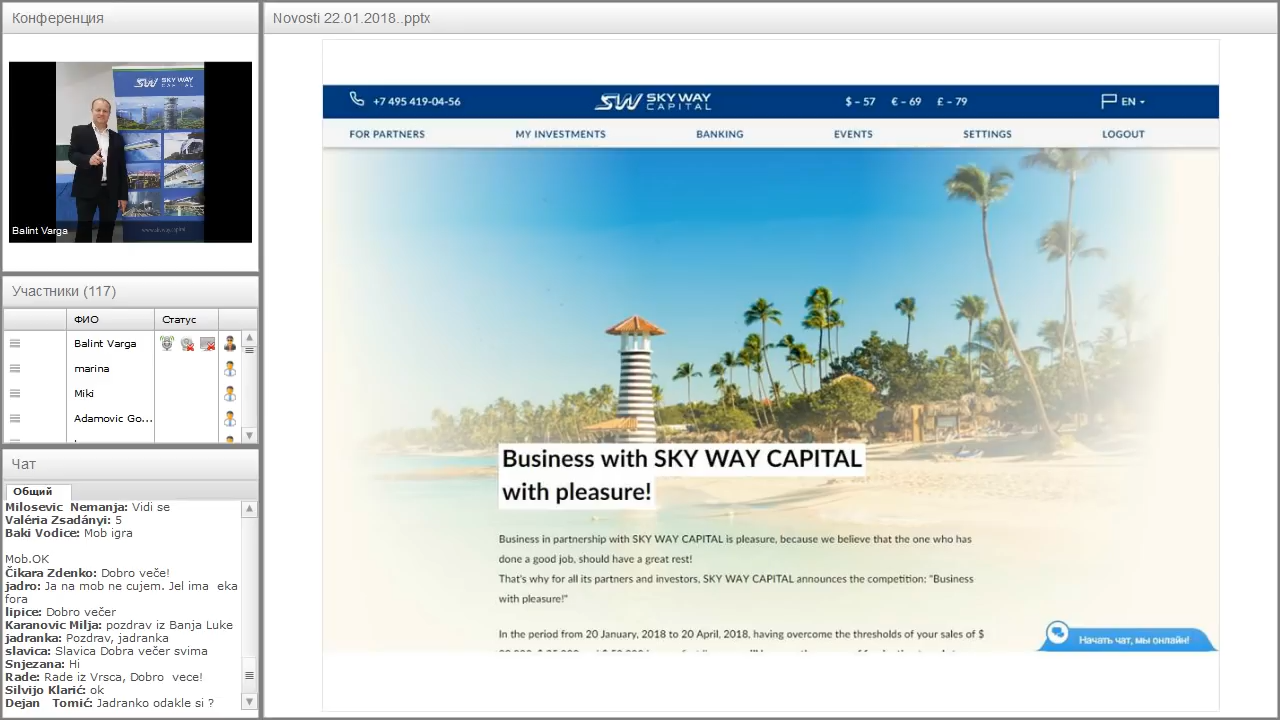 Конференция
SW SKY WAY CAPITAL
Balint Varga
Участники (117)
ФИО Статус
Balint Varga
marina
Miki
Adamovic Go...
Чат
Общий
Milosevic Nemanja: Vidi se
Valéria Zsadányi: 5
Baki Vodice: Mob igra
Mob.OK
Čikara Zdenko: Dobro veče!
jadro: Ja na mob ne cujem. Jel ima eka
fora
lipice: Dobro večer
Karanovic Milja: pozdrav iz Banja Luke
jadranka: Pozdrav, jadranka
slavica: Slavica Dobra večer svima
Snjezana: Hi
Rade: Rade iz Vrsca, Dobro vece!
Silvijo Klarić: ok
Dejan Tomić: Jadranko odakle si ?
Novosti 22.01.2018..pptx
+7 495 419-04-56
SW SKY WAY CAPITAL
$ – 57 € – 69 £ – 79
EN
FOR PARTNERS MY INVESTMENTS BANKING EVENTS SETTINGS LOGOUT
Business with SKY WAY CAPITAL
with pleasure!
Business in partnership with SKY WAY CAPITAL is pleasure, because we believe that the one who has
done a good job, should have a great rest!
That's why for all its partners and investors, SKY WAY CAPITAL announces the competition: "Business
with pleasure!"
In the period from 20 January, 2018 to 20 April, 2018, having overcome the thresholds of your sales of $
Начать чат, мы онлайн!